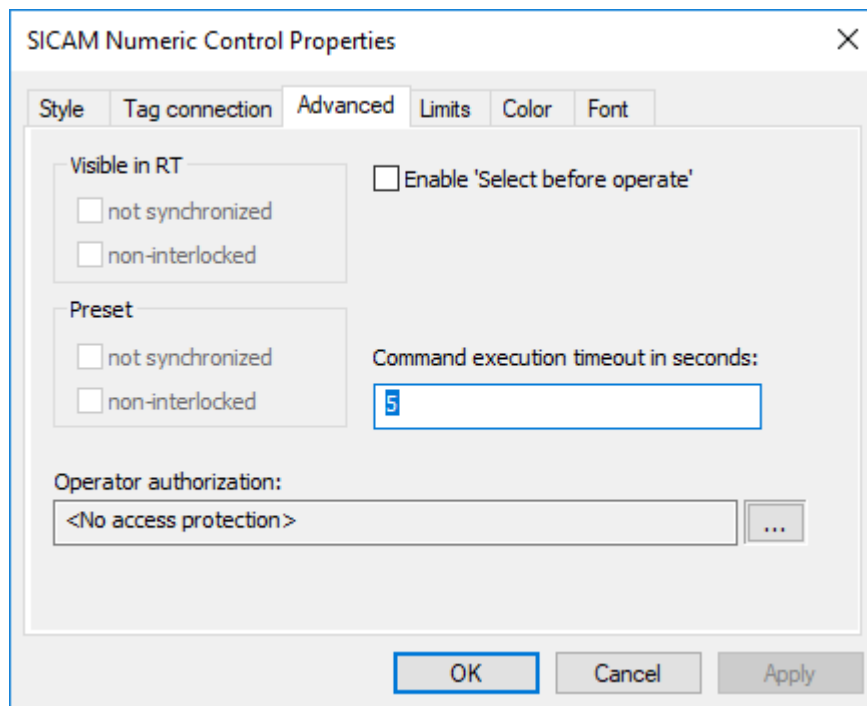 SICAM Numeric Control Properties
Style Tag connection Advanced Limits Color Font
Visible in RT
not synchronized
non-interlocked
Enable 'Select before operate'
Preset
not synchronized
non-interlocked
Command execution timeout in seconds:
5
Operator authorization:
<No access protection>
...
OK Cancel Apply